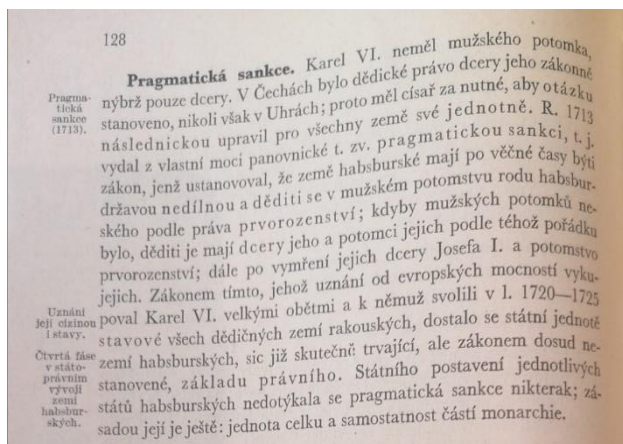 128
Pragmatická sankce. Karel VI. neměl mužského potomka,
nýbrž pouze dcery. V Čechách bylo dědické právo dcery jeho zákonně
stanoveno, nikoli však v Uhrách; proto měl císař za nutné, aby otázku
následnickou upravil pro všechny země své jednotně. R. 1713
vydal z vlastní moci panovnické t. zv. pragmatickou sankci, t. j.
zákon, jenž ustanovoval, že země habsburské mají po věčné časy býti
državou nedílnou a děditi se v mužském potomstvu rodu habsbur-
ského podle práva prvorozenství; kdyby mužských potomků ne-
bylo, děditi je mají dcery jeho a potomci jejich podle téhož pořádku
prvorozenství; dále po vymření jejich dcery Josefa I. a potomstvo
jejich. Zákonem tímto, jehož uznání od evropských mocností vyku-
poval Karel VI. velkými obětmi a k němuž svolili v l. 1720—1725
stavové všech dědičných zemí rakouských, dostalo se státní jednotě
zemí habsburských, sic již skutečně trvající, ale zákonem dosud ne-
stanovené, základu právního. Státního postavení jednotlivých
států habsburských nedotýkala se pragmatická sankce nikterak; zá-
sadou její je ještě: jednota celku a samostatnost částí monarchie.
Pragma-
tická
sankce
(1713).
Uznání
její cizinou
i stavy.
Čtvrtá fáse
v státo-
právním
vývoji
zemí
habsbur-
ských.